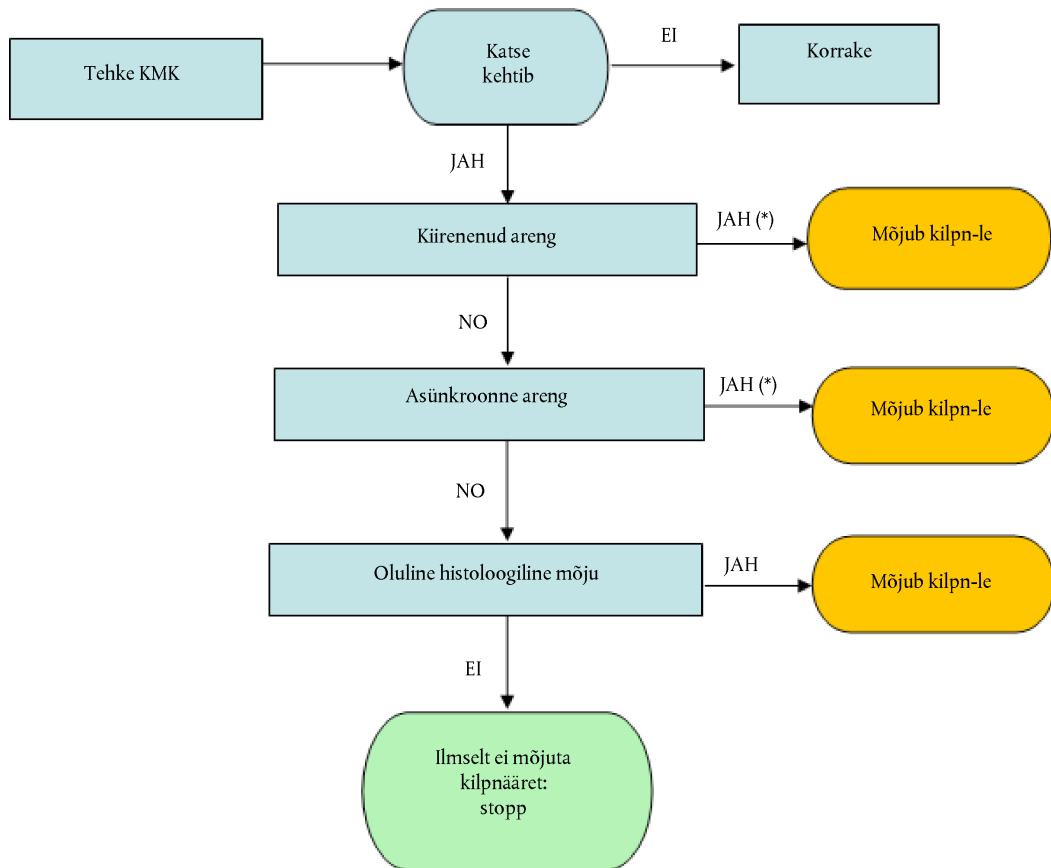 Tehke KMK
Katse
kehtib
EI
Korrake
JAH
Kiirenenud areng
JAH (*)
Mõjub kilpn-le
NO
Asünkroonne areng
JAH (*)
Mõjub kilpn-le
NO
Oluline histoloogiline mõju
JAH
Mõjub kilpn-le
EI
Ilmselt ei mõjuta
kilpnääret:
stopp